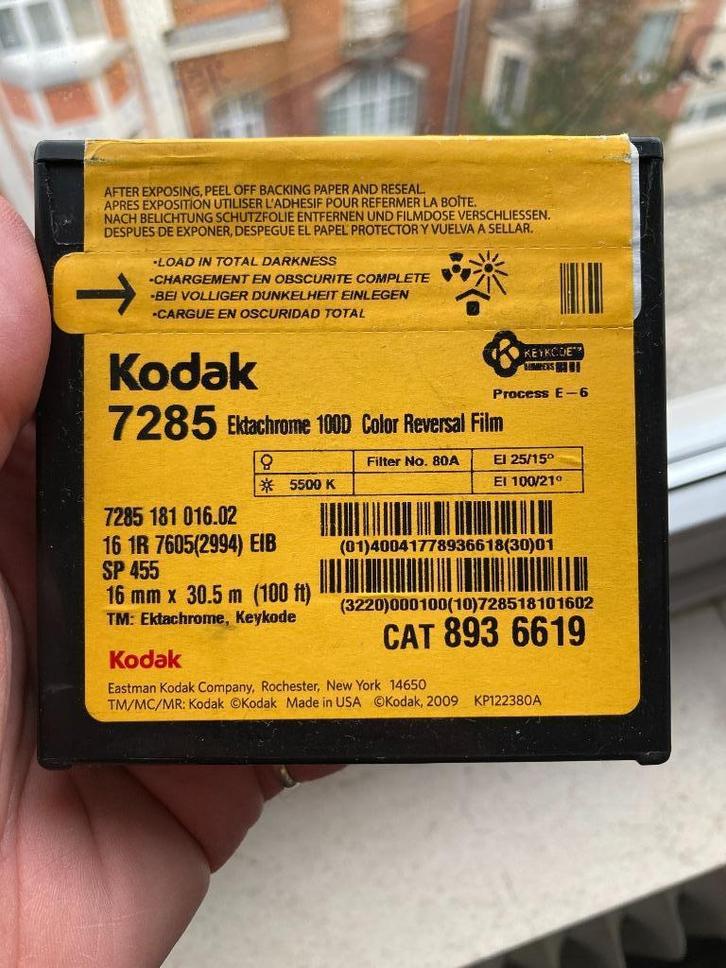 AFTER EXPOSING, PEEL OFF BACKING PAPER AND RESEAL.
APRES EXPOSITION UTILISER L'ADHESIF POUR REFERMER LA BOÎTE.
NACH BELICHTUNG SCHUTZFOLIE ENTFERNEN UND FILMDOSE VERSCHLIESSEN.
DESPUES DE EXPONER, DESPEGUE EL PAPEL PROTECTOR Y VUELVA A SELLAR.
•LOAD IN TOTAL DARKNESS
•CHARGEMENT EN OBSCURITE COMPLETE
•BEI VOLLIGER DUNKELHEIT EINLEGEN
•CARGUE EN OSCURIDAD TOTAL
K KEYKODE™
NUMBERS
Process E-6
Kodak
7285 Ektachrome 100D Color Reversal Film
Filter No. 80A EI 25/15°
5500 K EI 100/21°
7285 181 016.02
16 1R 7605(2994) EIB
(01)40041778936618(30)01
SP 455
16 mm x 30.5 m (100 ft)
(3220)000100(10)728518101602
TM: Ektachrome, Keykode
CAT 893 6619
Kodak
Eastman Kodak Company, Rochester, New York 14650
TM/MC/MR: Kodak ©Kodak Made in USA ©Kodak, 2009 KP122380A